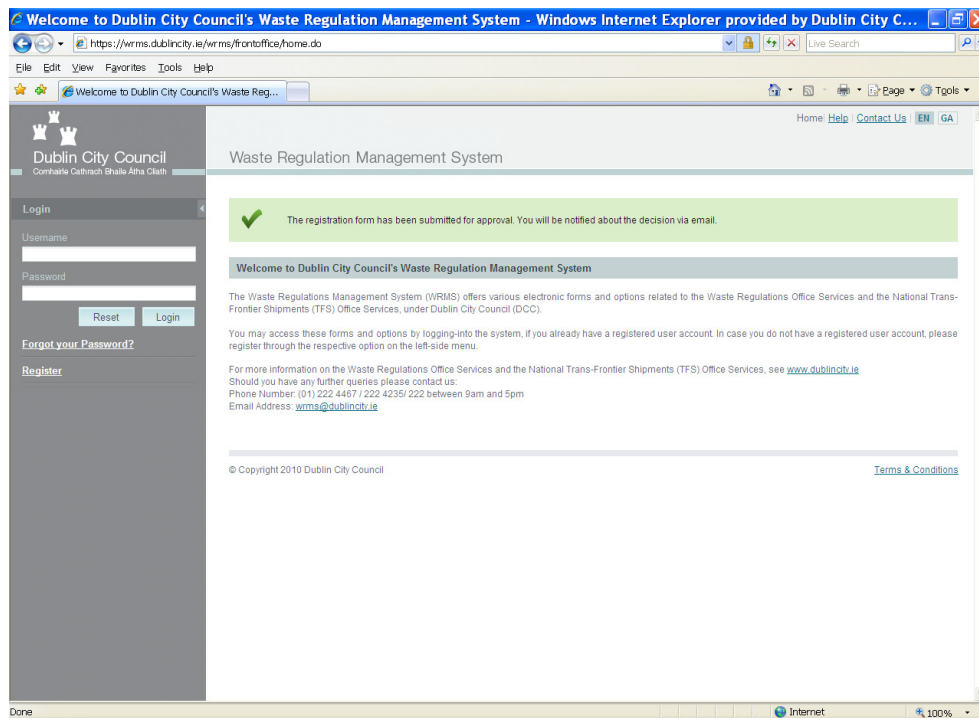 Welcome to Dublin City Council's Waste Regulation Management System - Windows Internet Explorer provided by Dublin City C...
https://wrms.dublincity.ie/wrms/frontoffice/home.do
Live Search
File Edit View Favorites Tools Help
Welcome to Dublin City Council's Waste Reg...
Page Tools
Home Help Contact Us EN GA
Dublin City Council
Comhairle Cathrach Bhaile Átha Cliath
Waste Regulation Management System
Login
Username
Password
Reset Login
Forgot your Password?
Register
The registration form has been submitted for approval. You will be notified about the decision via email.
Welcome to Dublin City Council's Waste Regulation Management System
The Waste Regulations Management System (WRMS) offers various electronic forms and options related to the Waste Regulations Office Services and the National Trans-
Frontier Shipments (TFS) Office Services, under Dublin City Council (DCC).
You may access these forms and options by logging-into the system, if you already have a registered user account. In case you do not have a registered user account, please
register through the respective option on the left-side menu.
For more information on the Waste Regulations Office Services and the National Trans-Frontier Shipments (TFS) Office Services, see www.dublincity.ie
Should you have any further queries please contact us:
Phone Number: (01) 222 4467 / 222 4235/ 222 between 9am and 5pm
Email Address: wrms@dublincity.ie
© Copyright 2010 Dublin City Council
Terms & Conditions
Done
Internet
100%